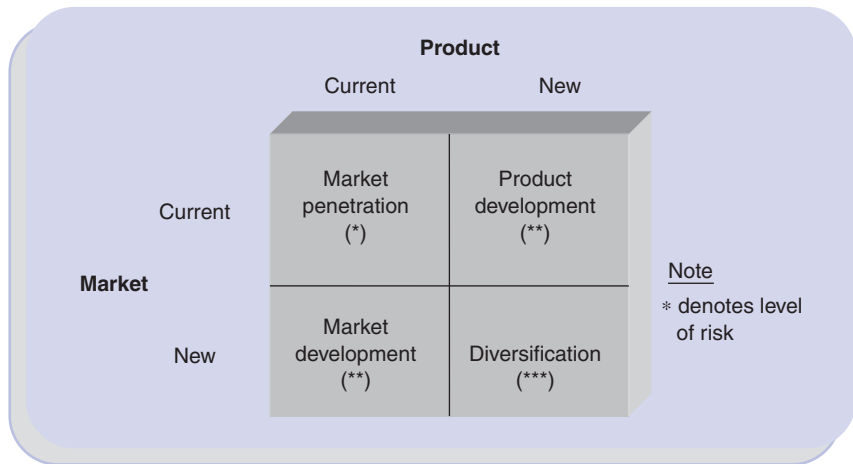 Product
Current
New
Current
Market
penetration
(*)
Product
development
(**)
Market
Note
* denotes level
of risk
New
Market
development
(**)
Diversification
(***)